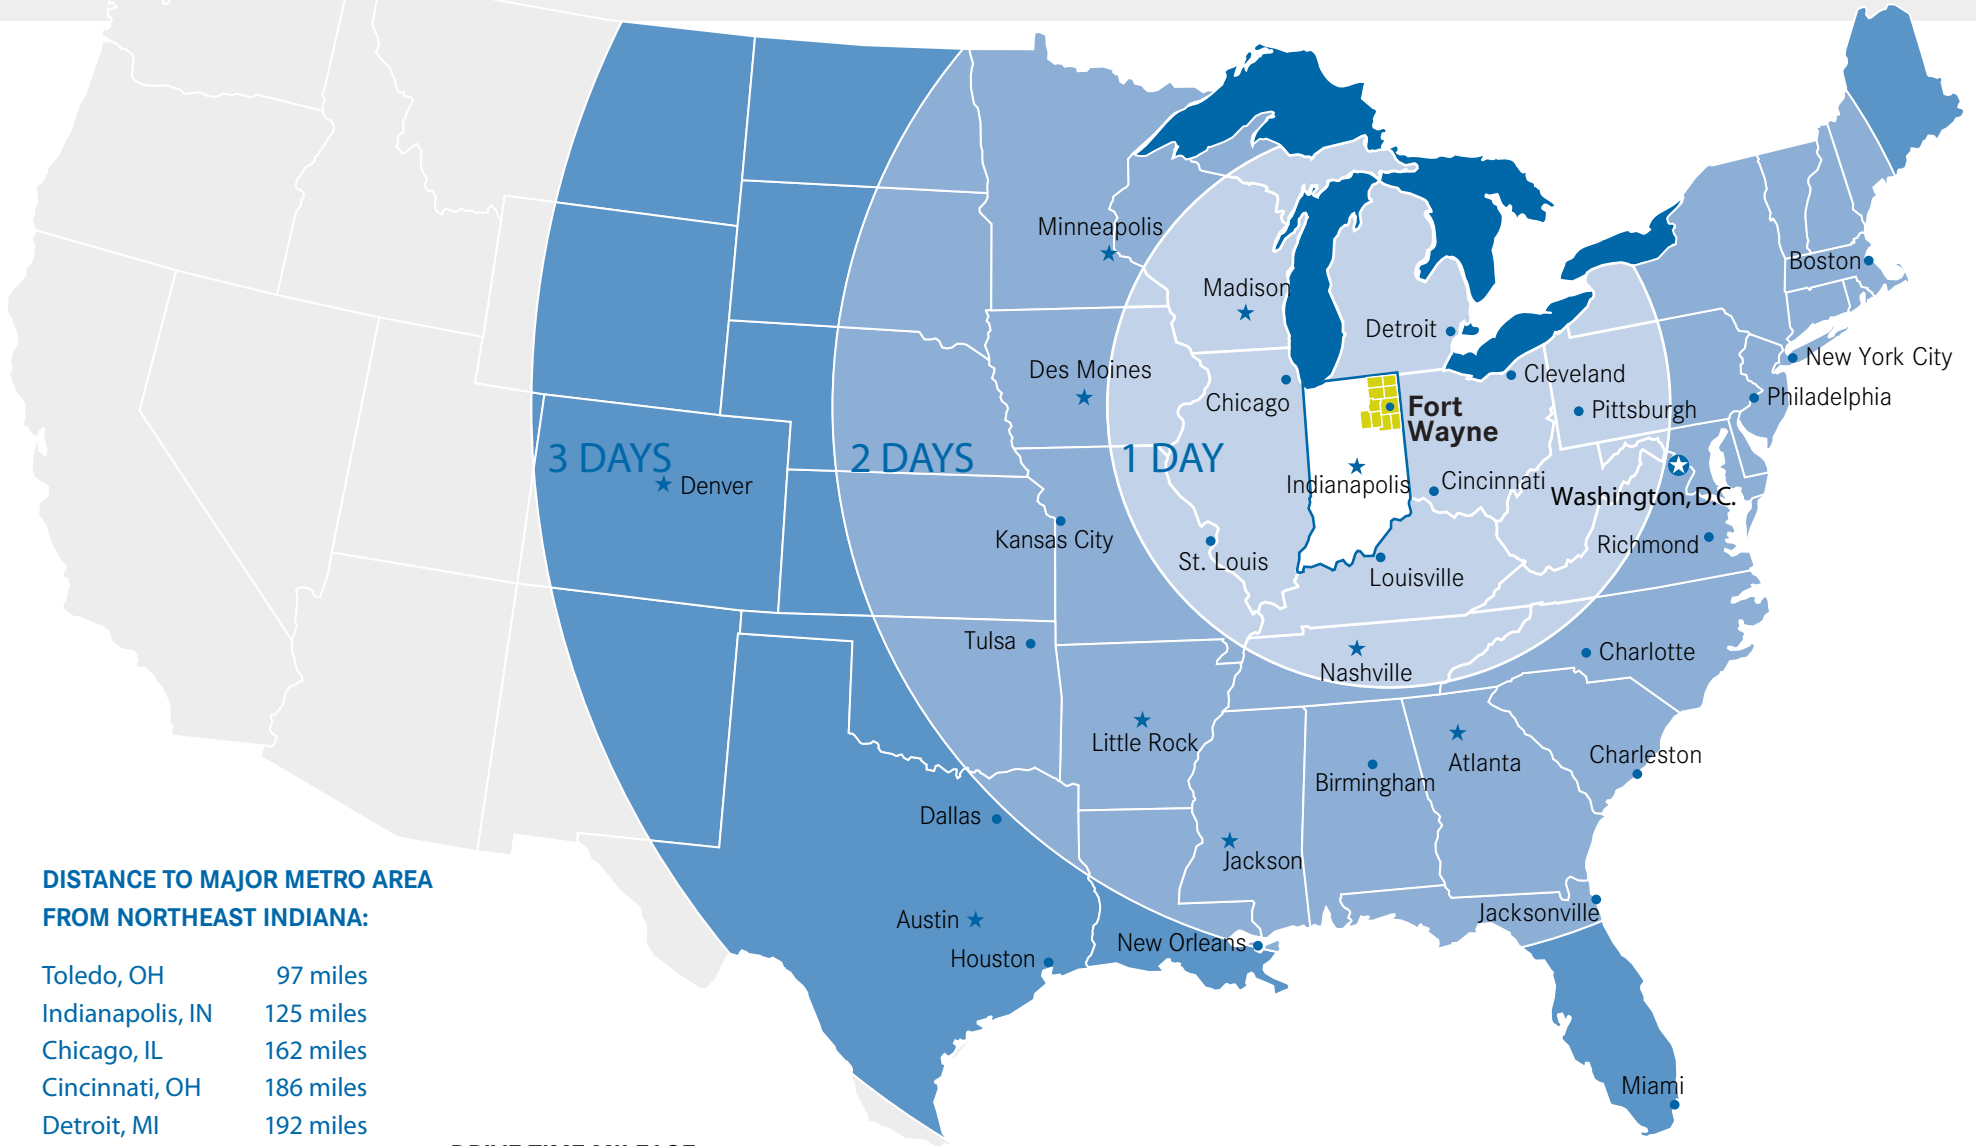 Minneapolis
Madison
Boston
Detroit
New York City
Des Moines
Cleveland
Chicago
Fort
Wayne
Pittsburgh
Philadelphia
3 DAYS
2 DAYS
1 DAY
Denver
Indianapolis
Cincinnati
Washington, D.C.
Kansas City
St. Louis
Richmond
Louisville
Tulsa
Nashville
Charlotte
Little Rock
Atlanta
Charleston
Birmingham
Dallas
Jackson
Austin
Jacksonville
New Orleans
Houston
Miami
DISTANCE TO MAJOR METRO AREA
FROM NORTHEAST INDIANA:
Toledo, OH 97 miles
Indianapolis, IN 125 miles
Chicago, IL 162 miles
Cincinnati, OH 186 miles
Detroit, MI 192 miles